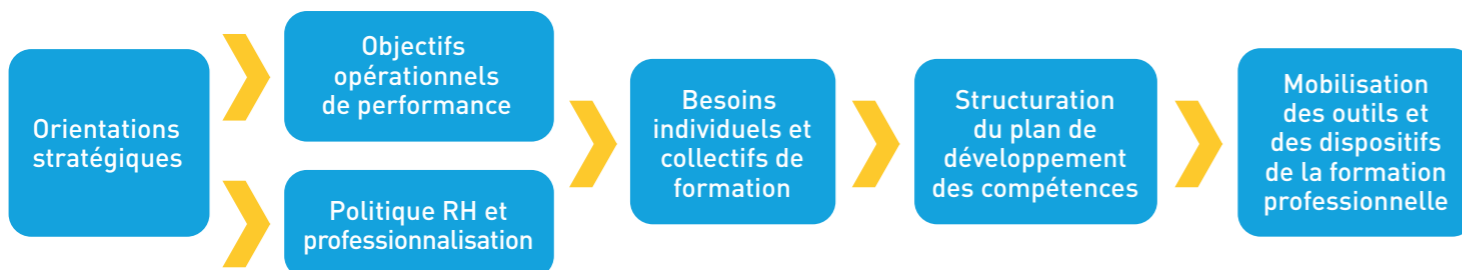 Orientations
stratégiques
Objectifs
opérationnels
de performance
Politique RH et
professionnalisation
Besoins
individuels et
collectifs de
formation
Structuration
du plan de
développement
des compétences
Mobilisation
des outils et
des dispositifs
de la formation
professionnelle